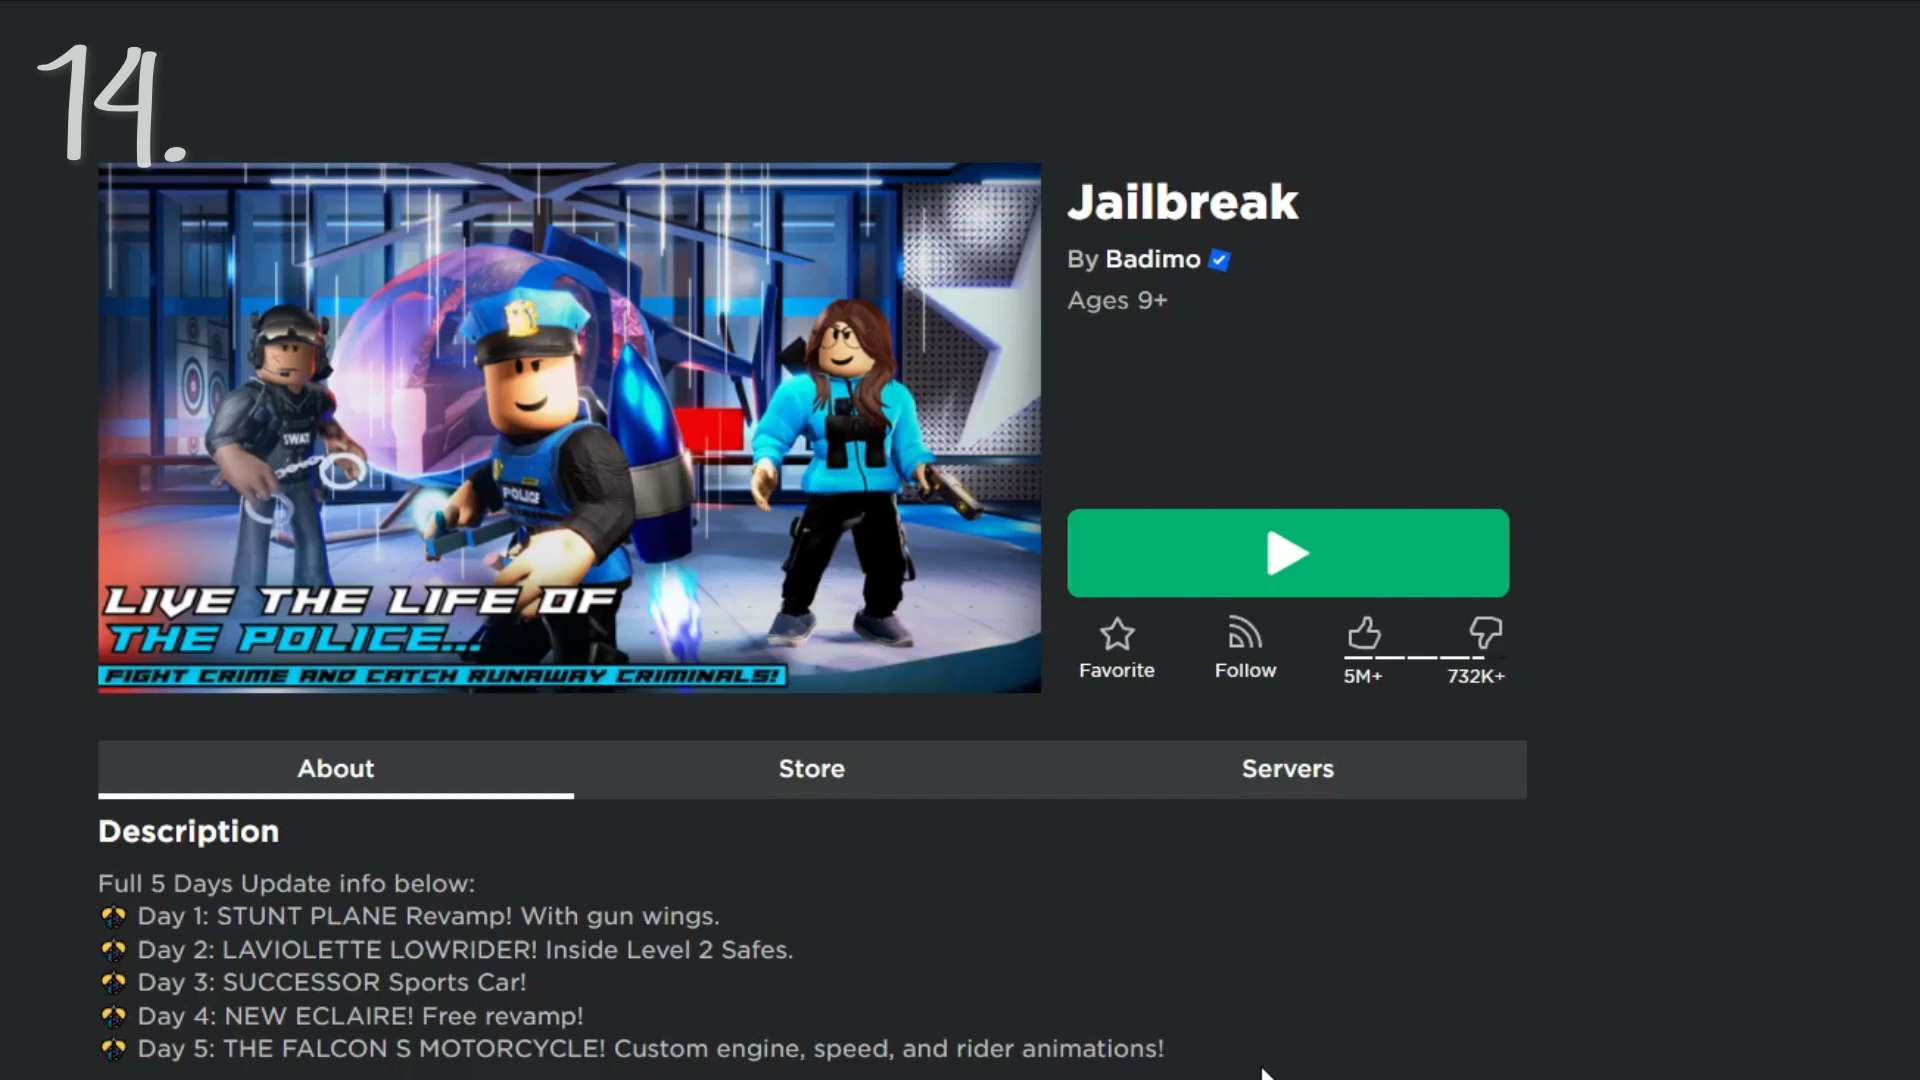 14.
Jailbreak
By Badimo
Ages 9+
SWAT
POLICE
LIVE THE LIFE OF
THE POLICE...
FIGHT CRIME AND CATCH RUNAWAY CRIMINALS!
Favorite
Follow
5M+
732K+
About
Store
Servers
Description
Full 5 Days Update info below:
Day 1: STUNT PLANE Revamp! With gun wings.
Day 2: LAVIOLETTE LOWRIDER! Inside Level 2 Safes.
Day 3: SUCCESSOR Sports Car!
Day 4: NEW ECLAIRE! Free revamp!
Day 5: THE FALCON S MOTORCYCLE! Custom engine, speed, and rider animations!